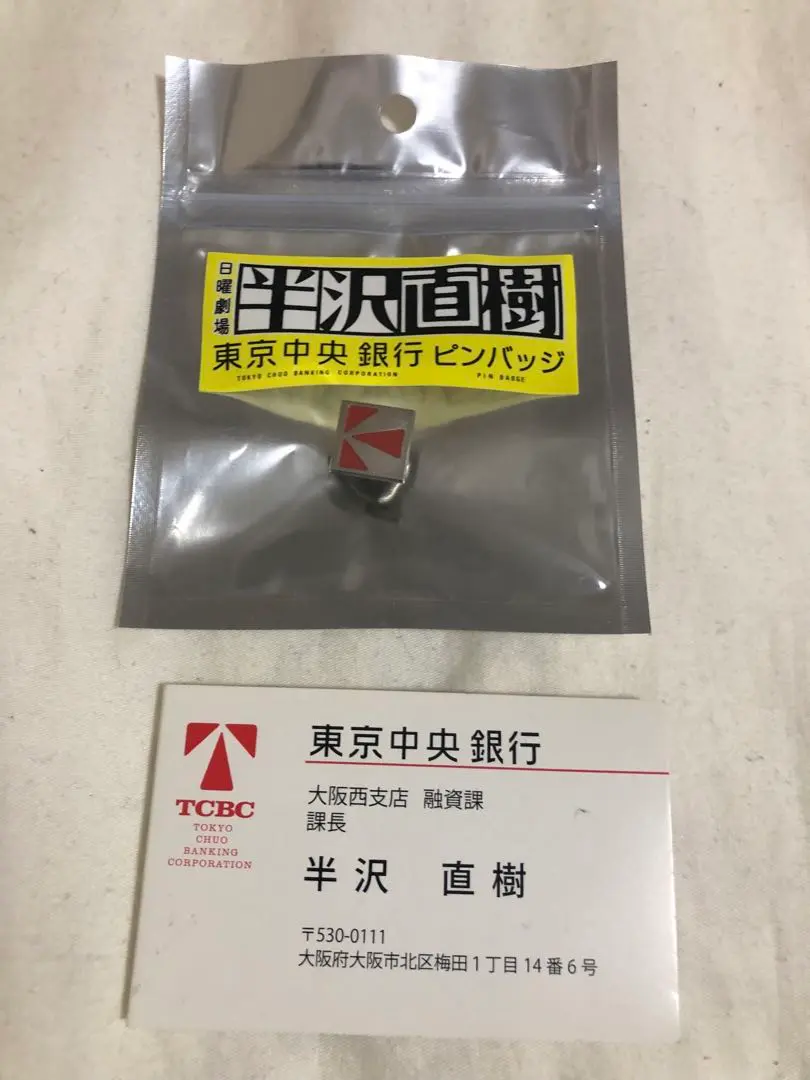 日曜劇場
半沢直樹
東京中央銀行 ピンバッジ
TOKYO CHUO BANKING CORPORATION PIN BADGE
東京中央銀行
TCBC
TOKYO
CHUO
BANKING
CORPORATION
大阪西支店 融資課
課長
半沢 直樹
〒530-0111
大阪府大阪市北区梅田1丁目14番6号